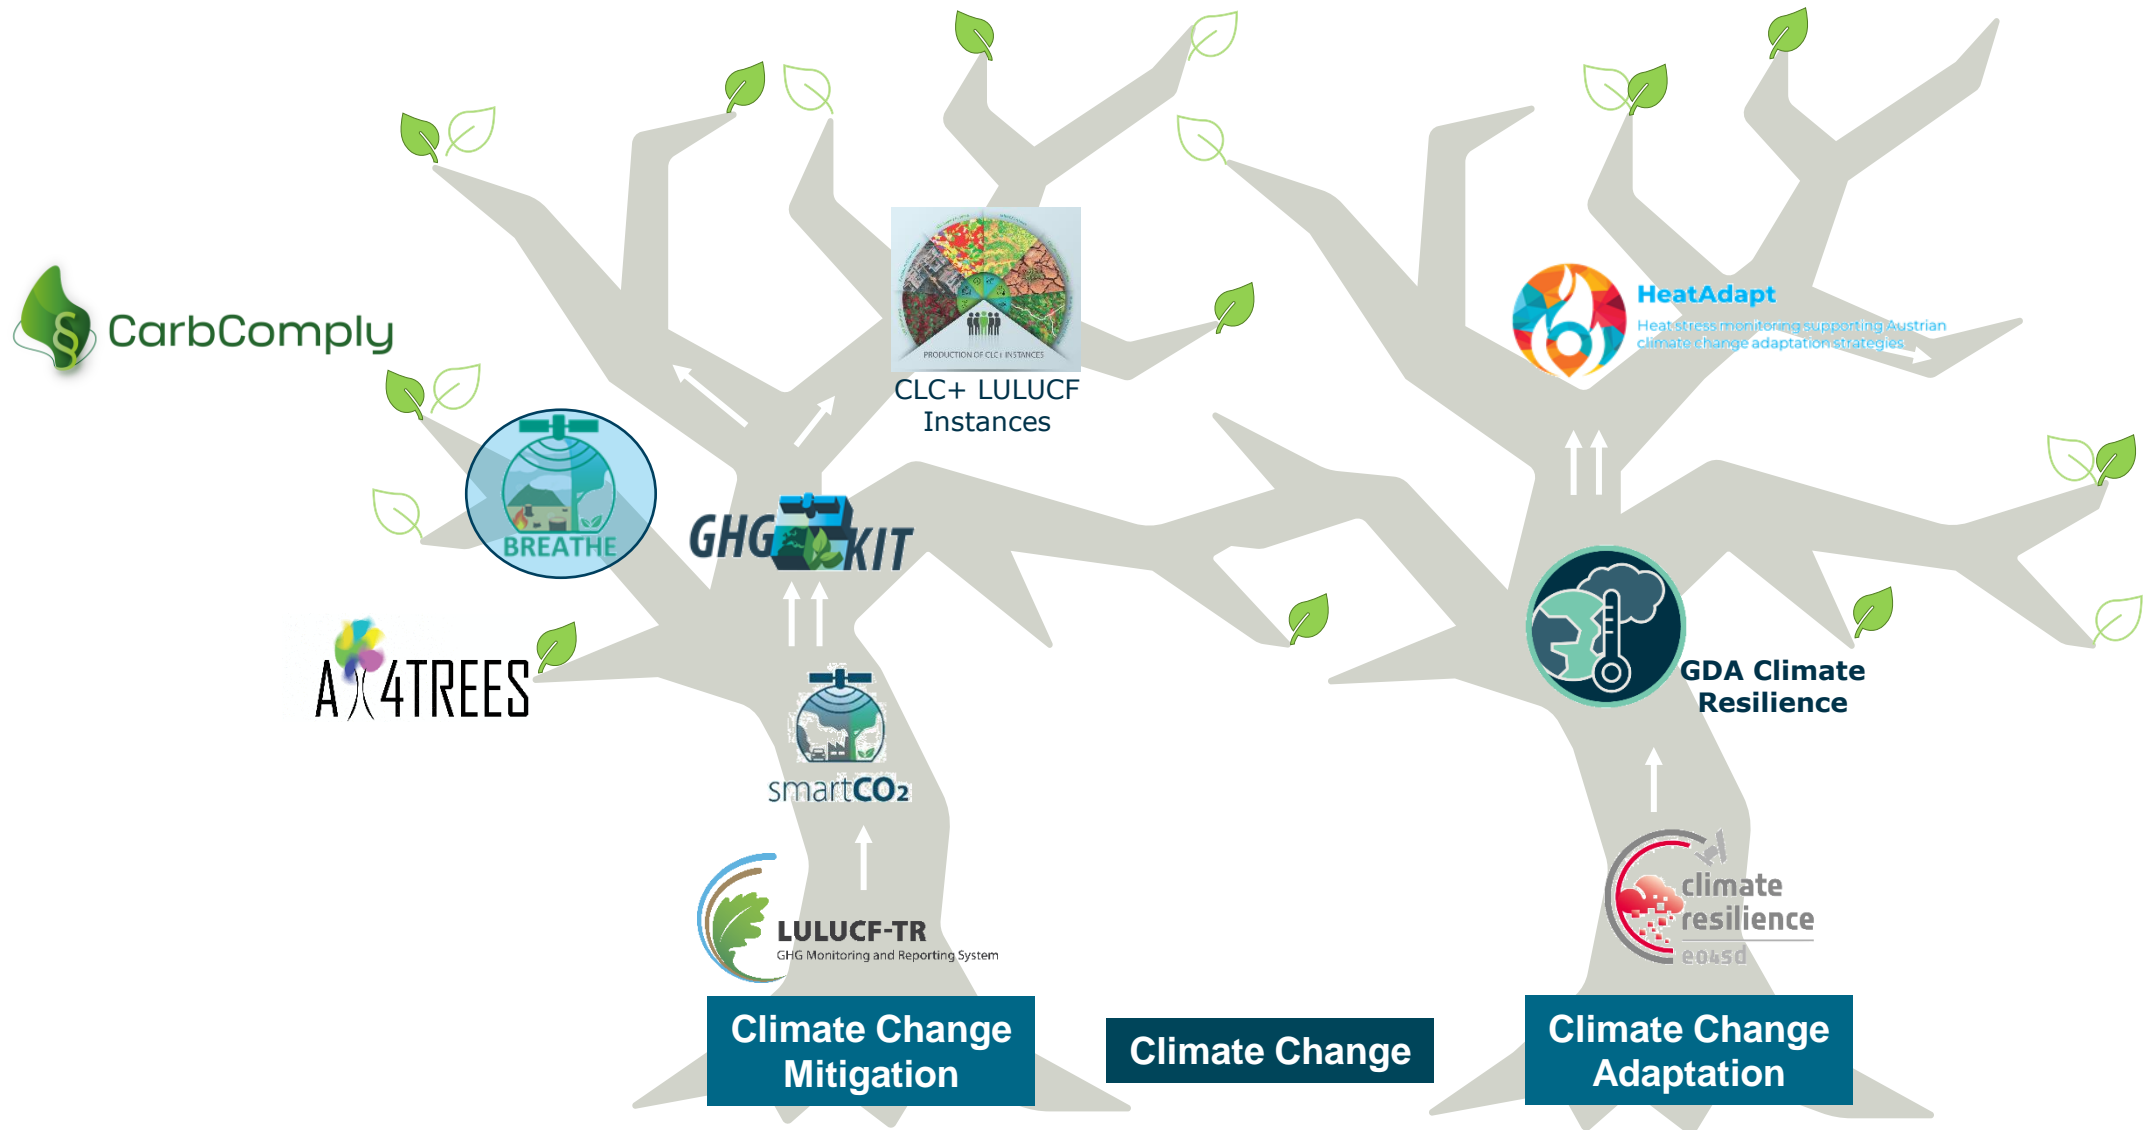 CarbComply
PRODUCTION OF CLC+ INSTANCES
CLC+ LULUCF
Instances
BREATHE
GHG KIT
A 4TREES
smartCO₂
LULUCF-TR
GHG Monitoring and Reporting System
Climate Change
Mitigation
Climate Change
HeatAdapt
Heat stress monitoring supporting Austrian
climate change adaptation strategies
GDA Climate
Resilience
climate
resilience
eo4sd
Climate Change
Adaptation